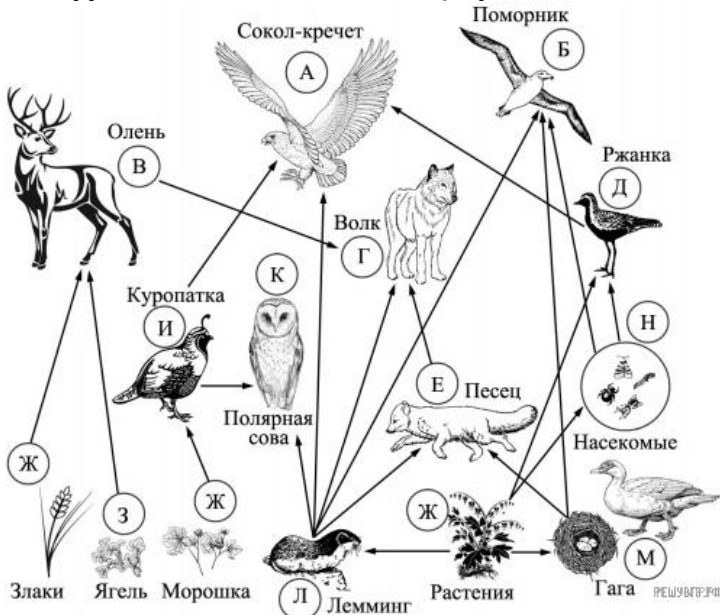 Поморник
Б
Сокол-кречет
А
Олень
В
Ржанка
Д
Волк
Г
К
Куропатка
И
Н
Е
Песец
Полярная
сова
Насекомые
Ж
З
Ж
Ж
М
Злаки
Ягель
Морошка
Л
Лемминг
Растения
Гага
РЕШУВПР.РФ